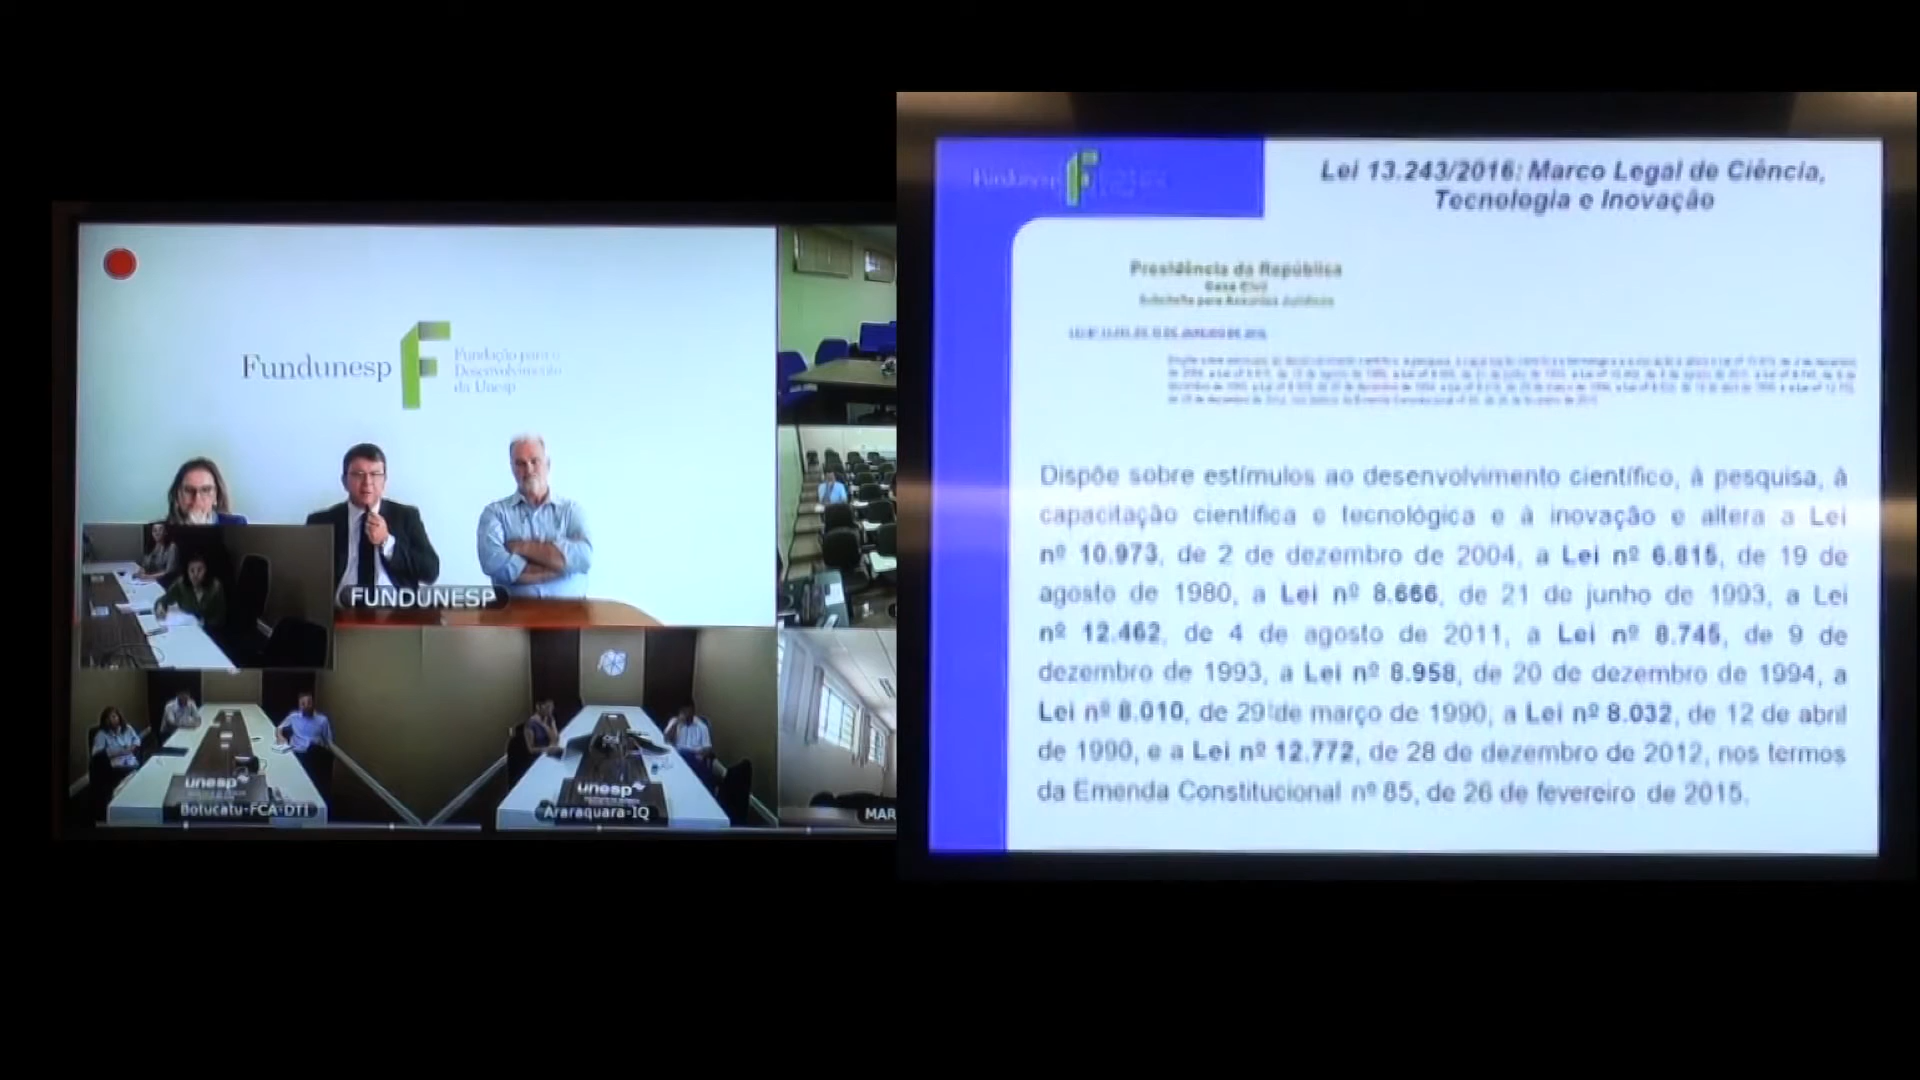 Fundunesp
Fundação para o
Desenvolvimento
da Unesp
FUNDUNESP
unesp
Botucatu-FCA-DTI
unesp
Araraquara-IQ
MAR
Fundunesp
Lei 13.243/2016: Marco Legal de Ciência,
Tecnologia e Inovação
Presidência da República
Casa Civil
Subchefia para Assuntos Jurídicos
Dispõe sobre estímulos ao desenvolvimento científico, à pesquisa, à
capacitação científica e tecnológica e à inovação e altera a Lei
nº 10.973, de 2 de dezembro de 2004, a Lei nº 6.815, de 19 de
agosto de 1980, a Lei nº 8.666, de 21 de junho de 1993, a Lei
nº 12.462, de 4 de agosto de 2011, a Lei nº 8.745, de 9 de
dezembro de 1993, a Lei nº 8.958, de 20 de dezembro de 1994, a
Lei nº 8.010, de 29 de março de 1990, a Lei nº 8.032, de 12 de abril
de 1990, e a Lei nº 12.772, de 28 de dezembro de 2012, nos termos
da Emenda Constitucional nº 85, de 26 de fevereiro de 2015.